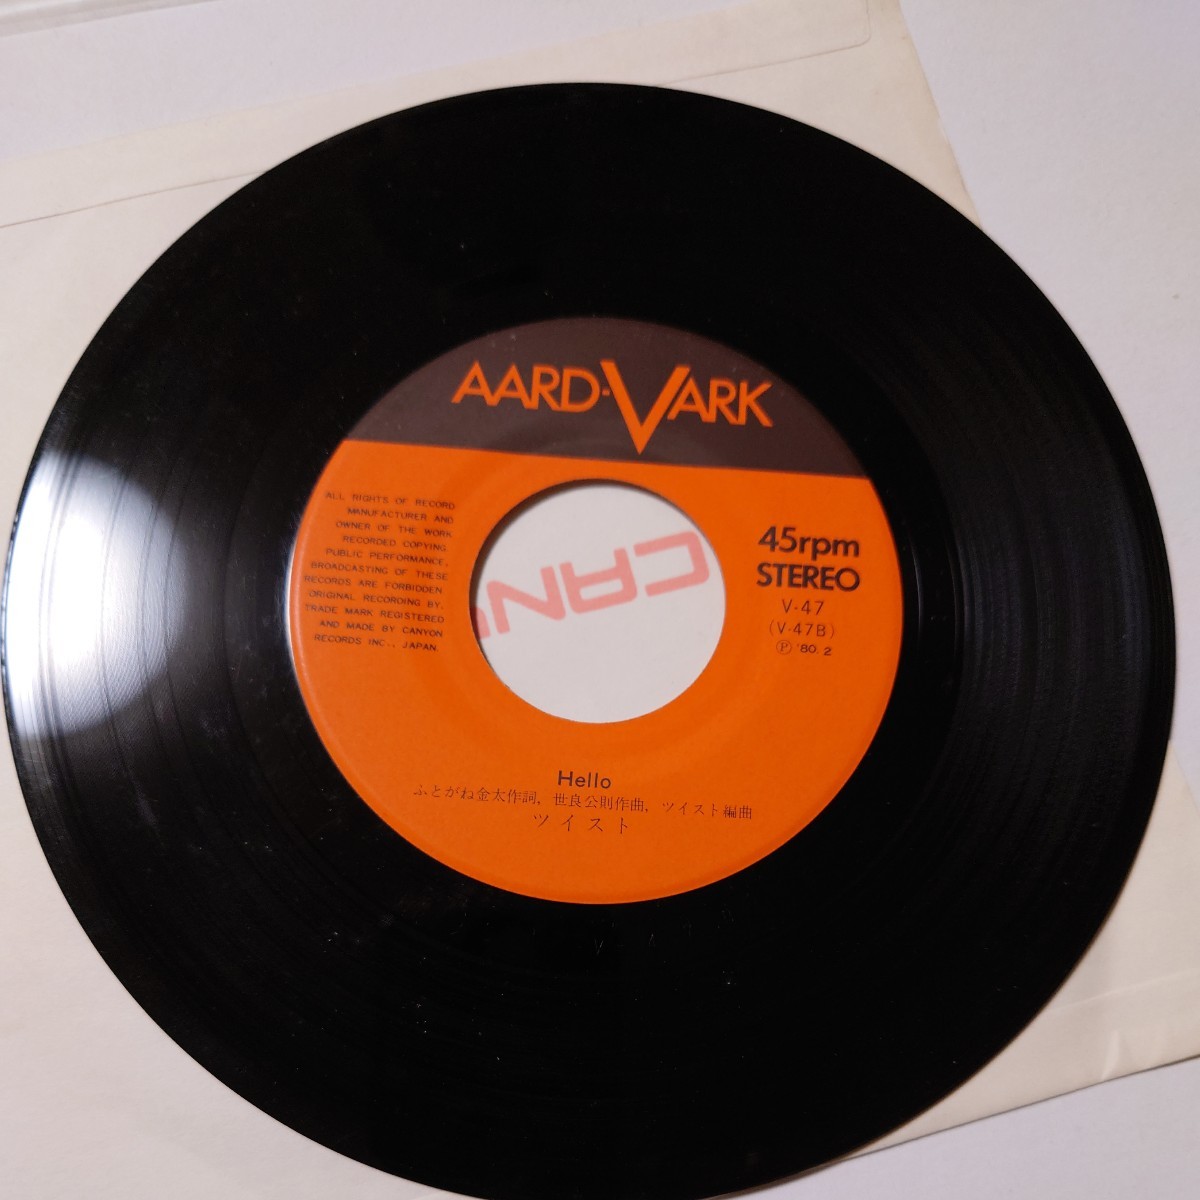 AARD-VARK
ALL RIGHTS OF RECORD
MANUFACTURER AND
OWNER OF THE WORK
RECORDED COPYING,
PUBLIC PERFORMANCE,
BROADCASTING OF THESE
RECORDS ARE FORBIDDEN
ORIGINAL RECORDING BY,
TRADE MARK REGISTERED
AND MADE BY CANYON
RECORDS INC., JAPAN.
45rpm
STEREO
V-47
(V-47B)
Ⓟ '80. 2
CAN
Hello
ふとがね金太作詞, 世良公則作曲, ツイスト編曲
ツイスト